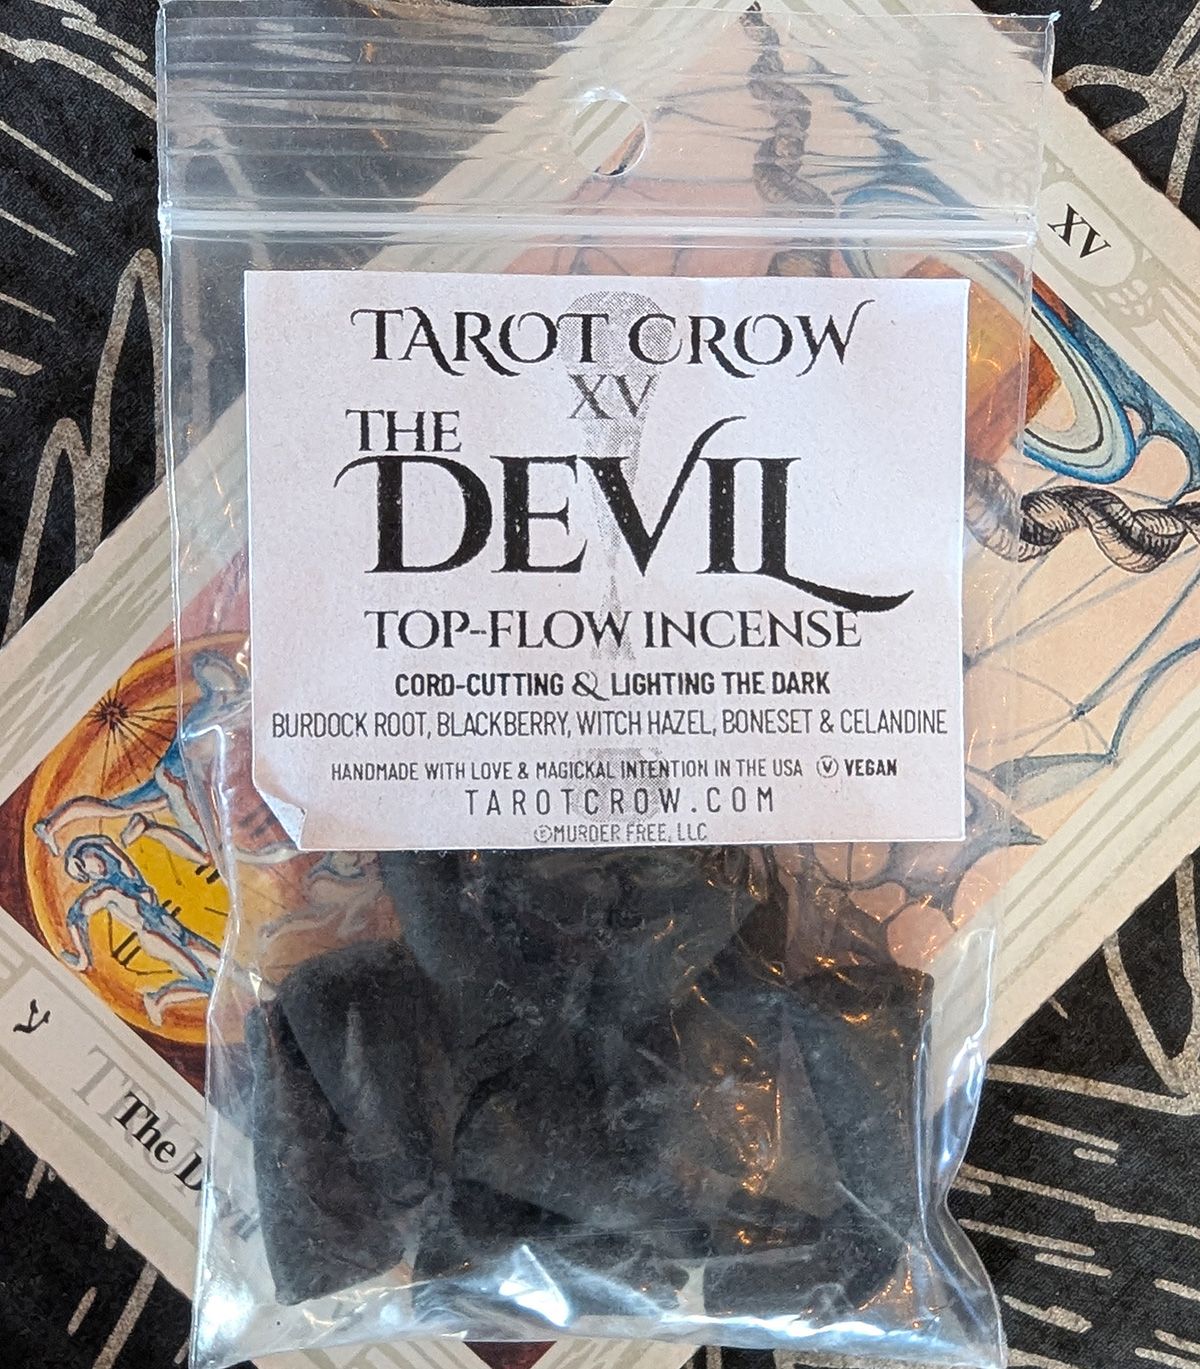 XV
TAROT CROW
XV
THE
DEVIL
TOP-FLOW INCENSE
CORD-CUTTING & LIGHTING THE DARK
BURDOCK ROOT, BLACKBERRY, WITCH HAZEL, BONESET & CELANDINE
HANDMADE WITH LOVE & MAGICKAL INTENTION IN THE USA Ⓥ VEGAN
TAROTCROW.COM
©MURDER FREE, LLC
ע
The Devil